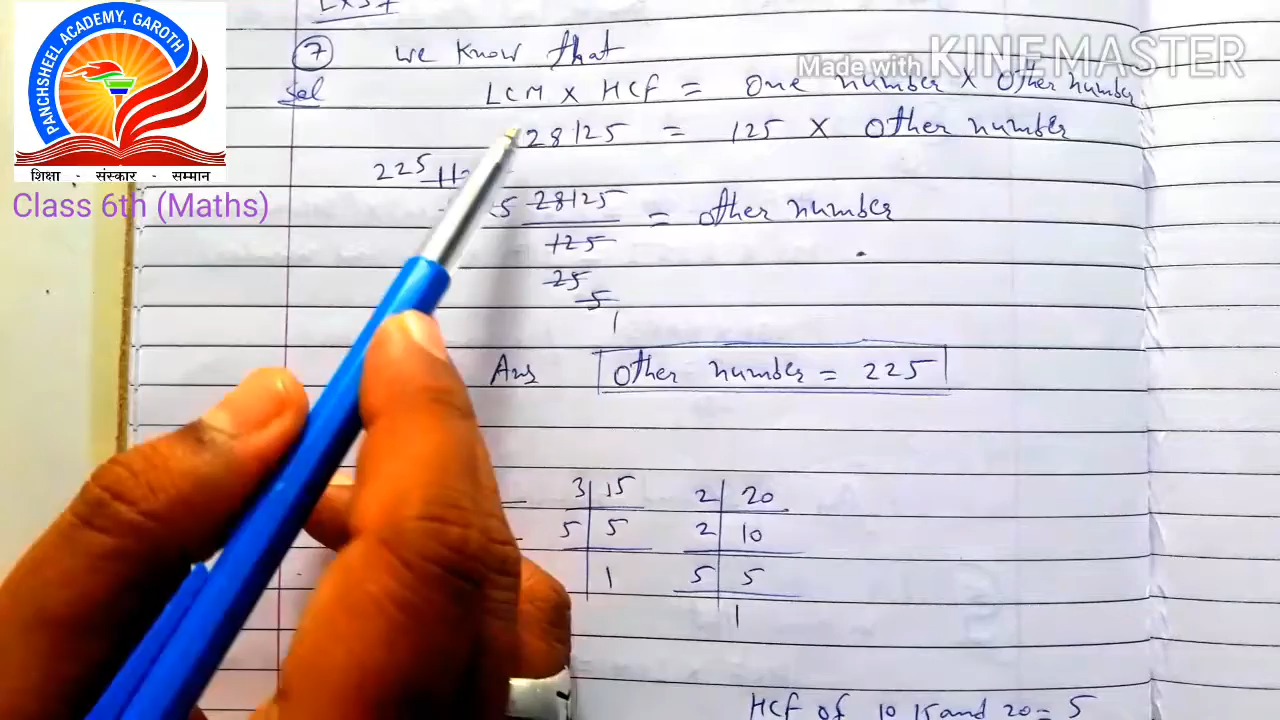 PANCHSHEEL ACADEMY, GAROTH
शिक्षा - संस्कार - सम्मान
Class 6th (Maths)
Made with KINEMASTER
7 We know that
Sol LCM x HCF = One number x Other number
28125 = 125 x Other number
225
5 28125 = Other number
125
25
5
1
Ans Other number = 225
3 15 2 20
5 5 2 10
1 5 5
1
HCF of 10 15 and 20 = 5